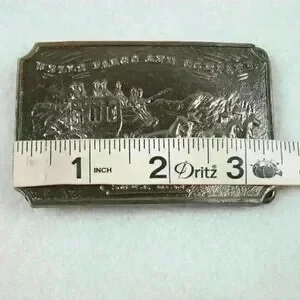 WELLS FARGO AND COMPANY
1 INCH 2 Dritz® 3